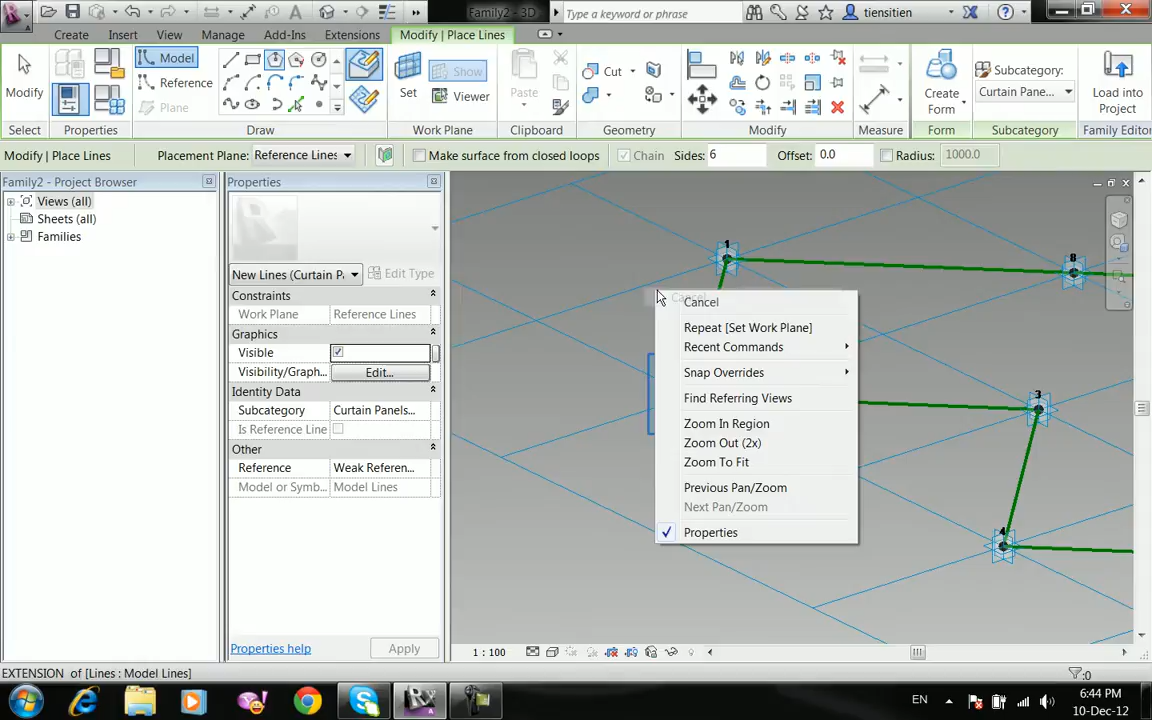 Family2 - 3D
Type a keyword or phrase
tiensitien
Create
Insert
View
Manage
Add-Ins
Extensions
Modify | Place Lines
Modify
Model
Reference
Plane
Set
Show
Viewer
Paste
Cut
Create
Form
Subcategory:
Curtain Pane...
Load into
Project
Select
Properties
Draw
Work Plane
Clipboard
Geometry
Modify
Measure
Form
Subcategory
Family Editor
Modify | Place Lines
Placement Plane:
Reference Lines
Make surface from closed loops
Chain
Sides:
6
Offset:
0.0
Radius:
1000.0
Family2 - Project Browser
Views (all)
Sheets (all)
Families
Properties
New Lines (Curtain P
Edit Type
Constraints
Work Plane
Reference Lines
Graphics
Visible
Visibility/Graph...
Edit...
Identity Data
Subcategory
Curtain Panels...
Is Reference Line
Other
Reference
Weak Referen...
Model or Symb...
Model Lines
Properties help
Apply
1
8
3
4
Cancel
Repeat [Set Work Plane]
Recent Commands
Snap Overrides
Find Referring Views
Zoom In Region
Zoom Out (2x)
Zoom To Fit
Previous Pan/Zoom
Next Pan/Zoom
Properties
1 : 100
EXTENSION of [Lines : Model Lines]
:0
EN
6:44 PM
10-Dec-12